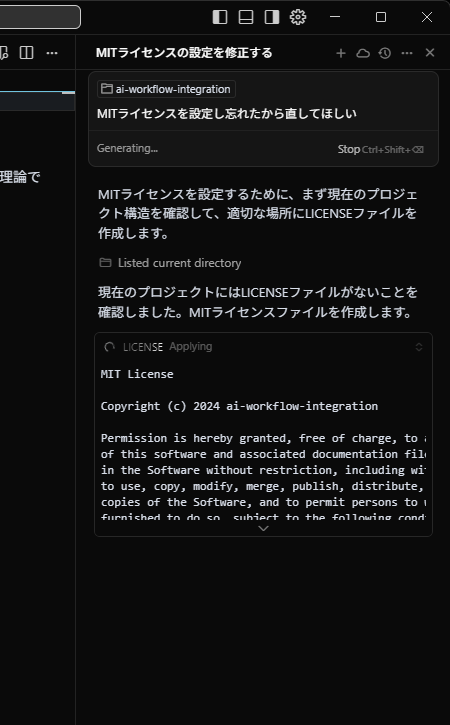 MITライセンスの設定を修正する
ai-workflow-integration
MITライセンスを設定し忘れたから直してほしい
Generating...
Stop Ctrl+Shift+⌫
理論で
MITライセンスを設定するために、まず現在のプロジェ
クト構造を確認して、適切な場所にLICENSEファイルを
作成します。
Listed current directory
現在のプロジェクトにはLICENSEファイルがないことを
確認しました。MITライセンスファイルを作成します。
LICENSE Applying
MIT License
Copyright (c) 2024 ai-workflow-integration
Permission is hereby granted, free of charge, to
of this software and associated documentation file
in the Software without restriction, including wi
to use, copy, modify, merge, publish, distribute,
copies of the Software, and to permit persons to
furnished to do so, subject to the following cond